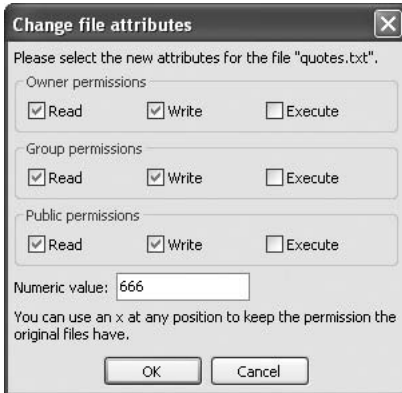 Change file attributes
Please select the new attributes for the file "quotes.txt".
Owner permissions
Read Write Execute
Group permissions
Read Write Execute
Public permissions
Read Write Execute
Numeric value: 666
You can use an x at any position to keep the permission the
original files have.
OK Cancel